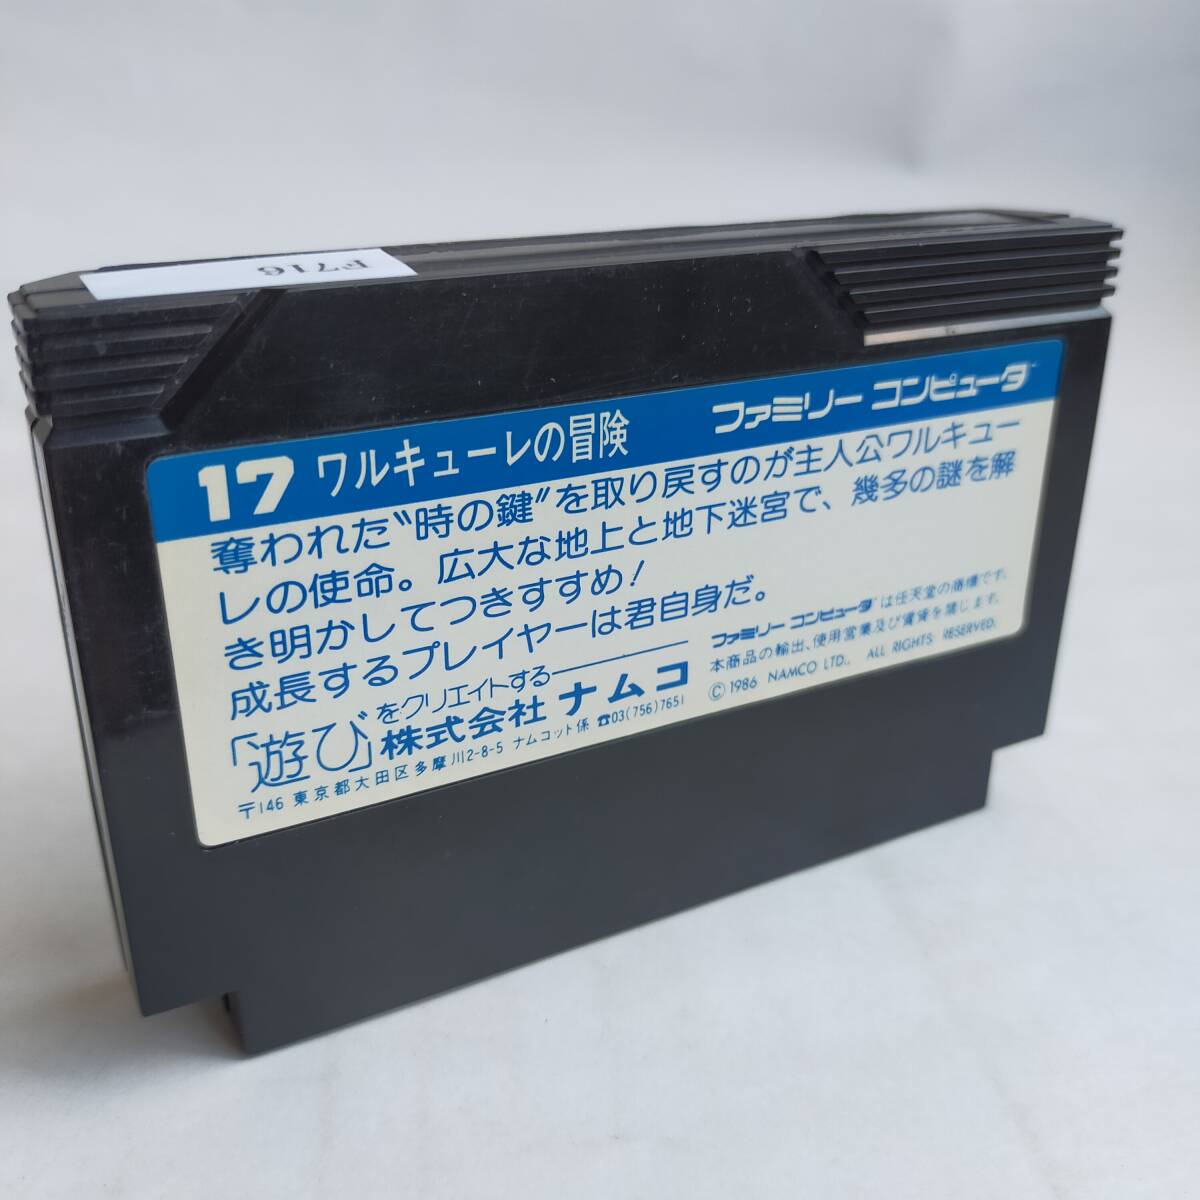 F716
17 ワルキューレの冒険 ファミリー コンピュータ™
奪われた〝時の鍵〟を取り戻すのが主人公ワルキュー
レの使命。広大な地上と地下迷宮で、幾多の謎を解
き明かしてつきすすめ!
成長するプレイヤーは君自身だ。
「遊び」をクリエイトする
株式会社 ナムコ
〒146 東京都大田区多摩川2-8-5 ナムコット係 ☎03(756)7651
ファミリー コンピュータ は任天堂の商標です。
本商品の輸出、使用営業及び賃貸を禁じます。
©1986 NAMCO LTD., ALL RIGHTS RESERVED.